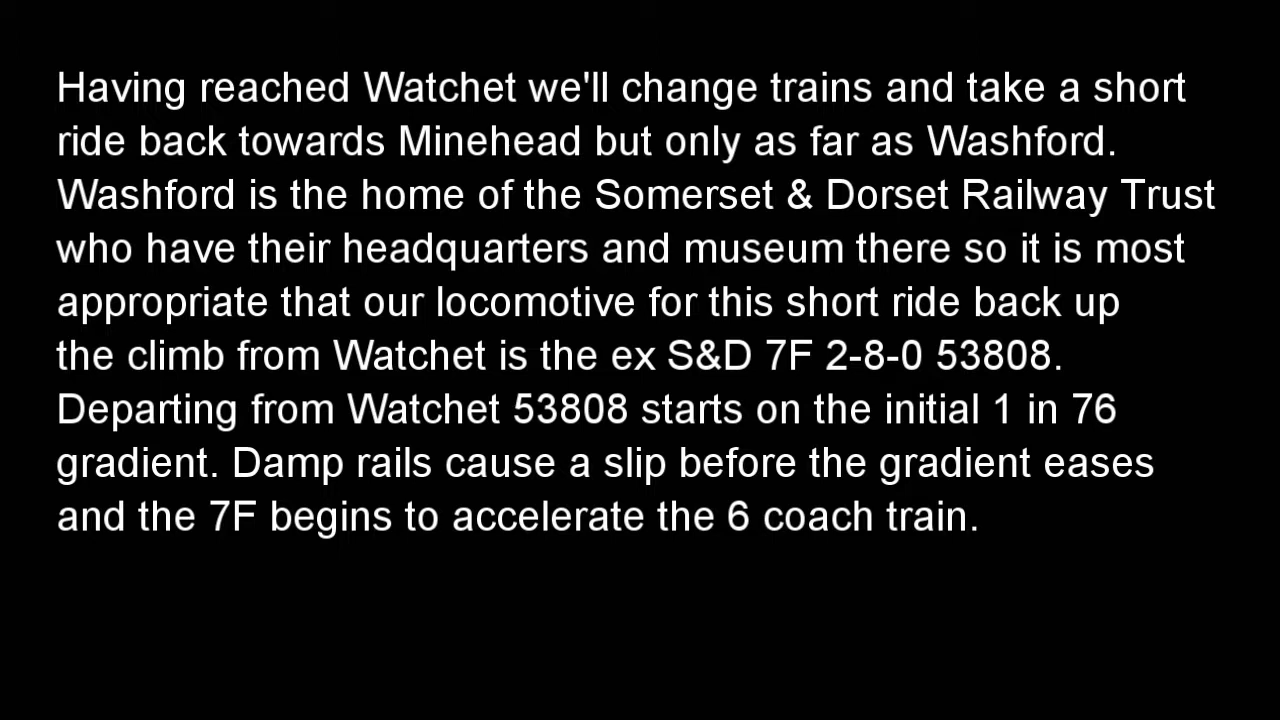 Having reached Watchet we'll change trains and take a short
ride back towards Minehead but only as far as Washford.
Washford is the home of the Somerset & Dorset Railway Trust
who have their headquarters and museum there so it is most
appropriate that our locomotive for this short ride back up
the climb from Watchet is the ex S&D 7F 2-8-0 53808.
Departing from Watchet 53808 starts on the initial 1 in 76
gradient. Damp rails cause a slip before the gradient eases
and the 7F begins to accelerate the 6 coach train.